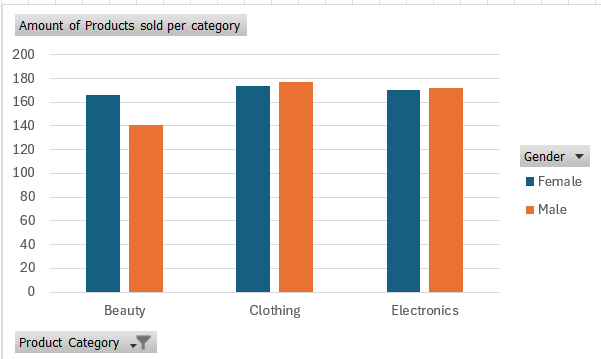 Amount of Products sold per category
200
180
160
140
120
100
80
60
40
20
0
Beauty Clothing Electronics
Gender
Female
Male
Product Category